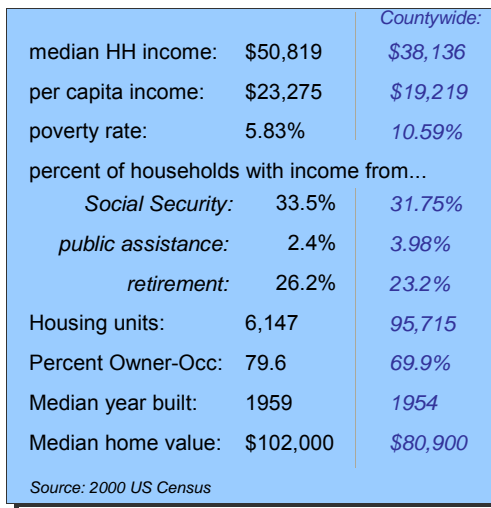 Countywide:
median HH income: $50,819 $38,136
per capita income: $23,275 $19,219
poverty rate: 5.83% 10.59%
percent of households with income from...
Social Security: 33.5% 31.75%
public assistance: 2.4% 3.98%
retirement: 26.2% 23.2%
Housing units: 6,147 95,715
Percent Owner-Occ: 79.6 69.9%
Median year built: 1959 1954
Median home value: $102,000 $80,900
Source: 2000 US Census